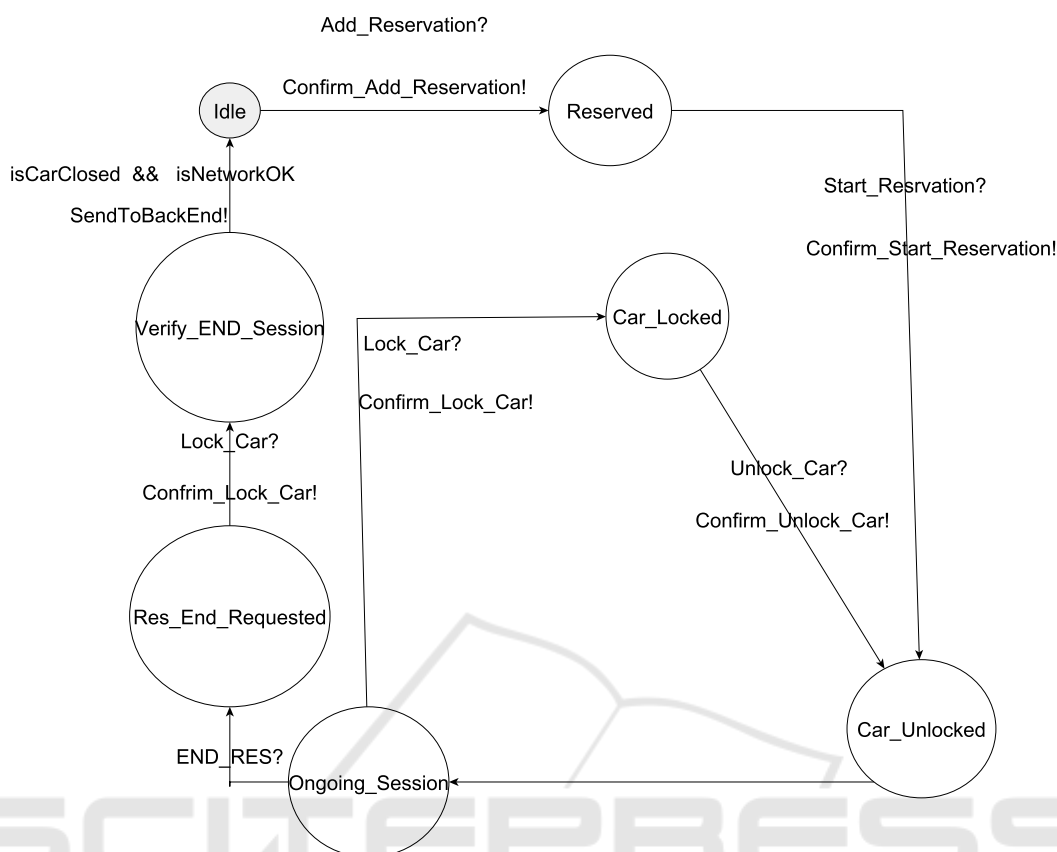 Add_Reservation?
Confirm_Add_Reservation!
Idle
Reserved
isCarClosed && isNetworkOK
SendToBackEnd!
Start_Resrvation?
Confirm_Start_Reservation!
Verify_END_Session
Car_Locked
Lock_Car?
Confirm_Lock_Car!
Lock_Car?
Confrim_Lock_Car!
Unlock_Car?
Confirm_Unlock_Car!
Res_End_Requested
Car_Unlocked
END_RES?
Ongoing_Session
SCITEPRESS